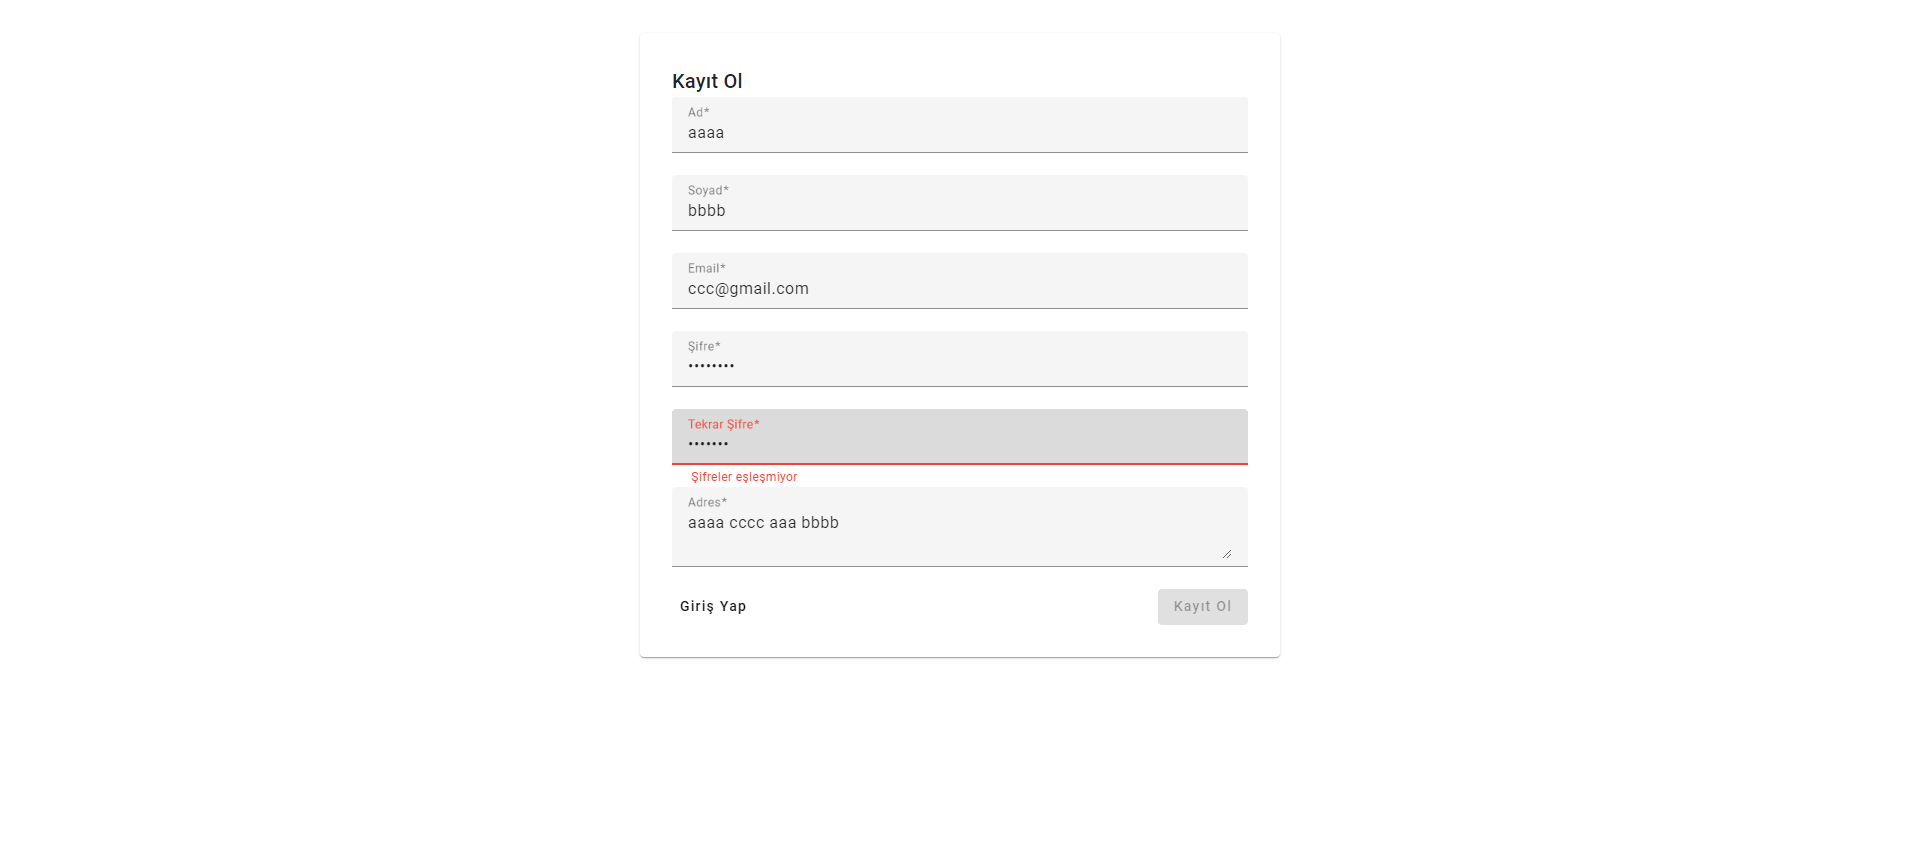 Kayıt Ol
Ad*
aaaa
Soyad*
bbbb
Email*
ccc@gmail.com
Şifre*
••••••••
Tekrar Şifre*
•••••••
Şifreler eşleşmiyor
Adres*
aaaa cccc aaa bbbb
Giriş Yap
Kayıt Ol